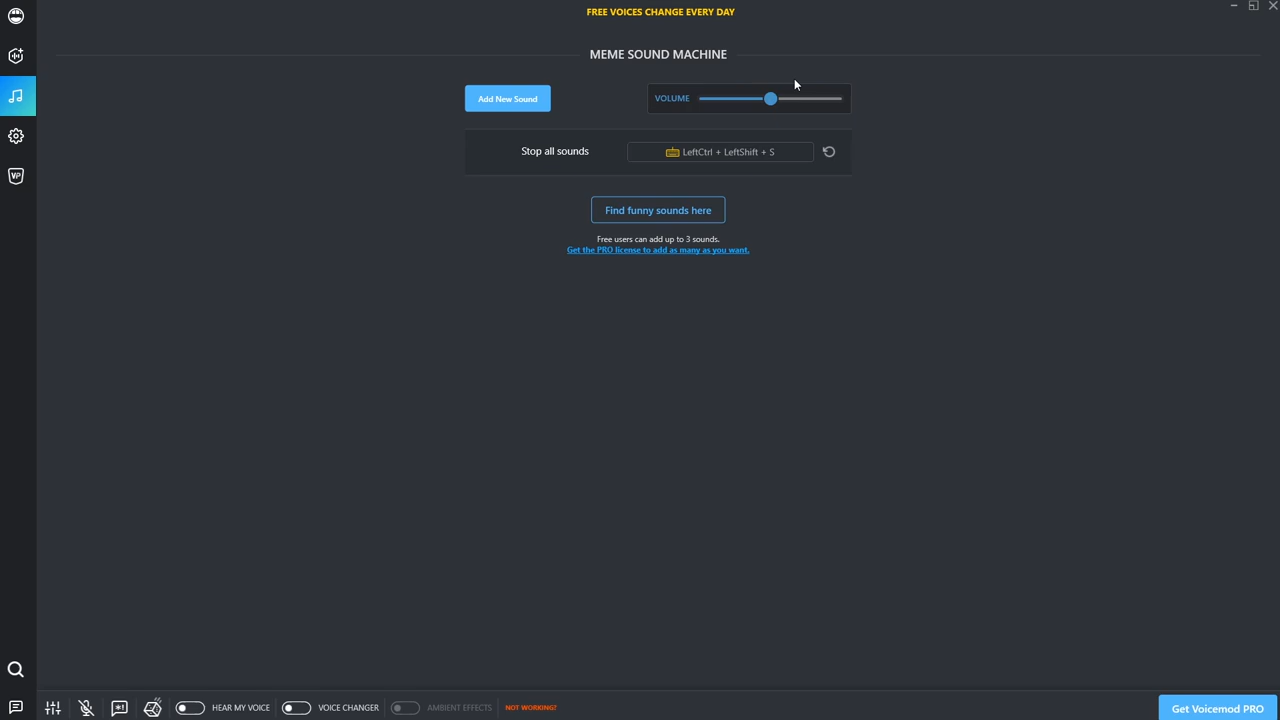 FREE VOICES CHANGE EVERY DAY
MEME SOUND MACHINE
Add New Sound
VOLUME
Stop all sounds
LeftCtrl + LeftShift + S
VP
Find funny sounds here
Free users can add up to 3 sounds.
Get the PRO license to add as many as you want.
*!
HEAR MY VOICE
VOICE CHANGER
AMBIENT EFFECTS
NOT WORKING?
Get Voicemod PRO